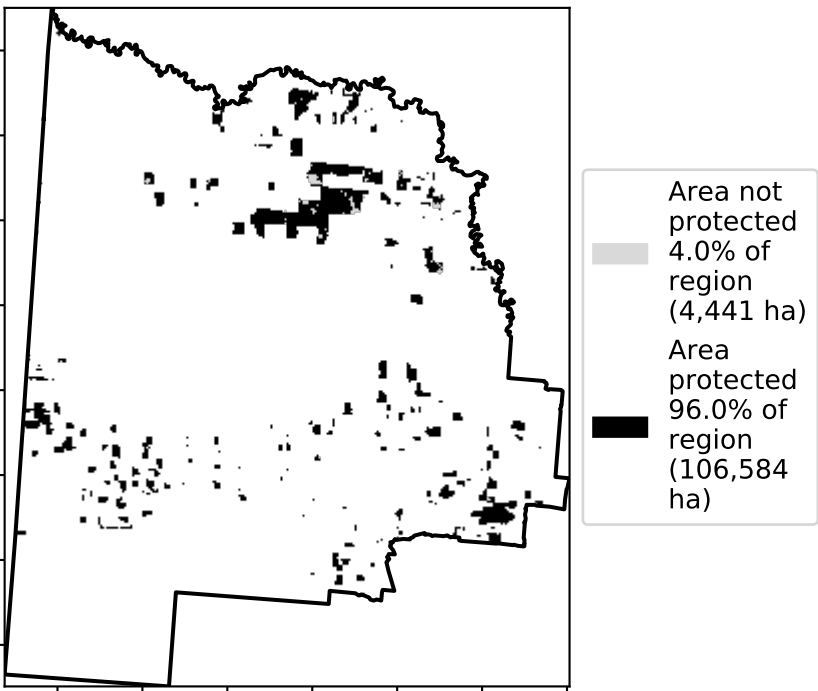 Area not
protected
4.0% of
region
(4,441 ha)
Area
protected
96.0% of
region
(106,584
ha)